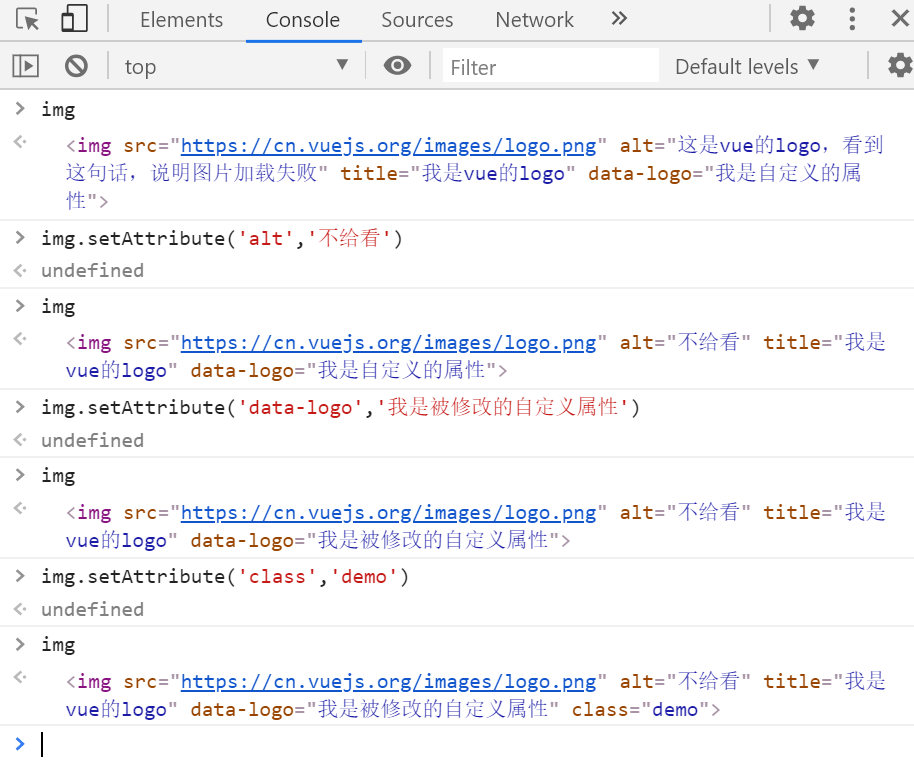 Elements Console Sources Network
top Filter Default levels
img
<img src="https://cn.vuejs.org/images/logo.png" alt="这是vue的logo，看到
这句话，说明图片加载失败" title="我是vue的logo" data-logo="我是自定义的属
性">
img.setAttribute('alt','不给看')
undefined
img
<img src="https://cn.vuejs.org/images/logo.png" alt="不给看" title="我是
vue的logo" data-logo="我是自定义的属性">
img.setAttribute('data-logo','我是被修改的自定义属性')
undefined
img
<img src="https://cn.vuejs.org/images/logo.png" alt="不给看" title="我是
vue的logo" data-logo="我是被修改的自定义属性">
img.setAttribute('class','demo')
undefined
img
<img src="https://cn.vuejs.org/images/logo.png" alt="不给看" title="我是
vue的logo" data-logo="我是被修改的自定义属性" class="demo">